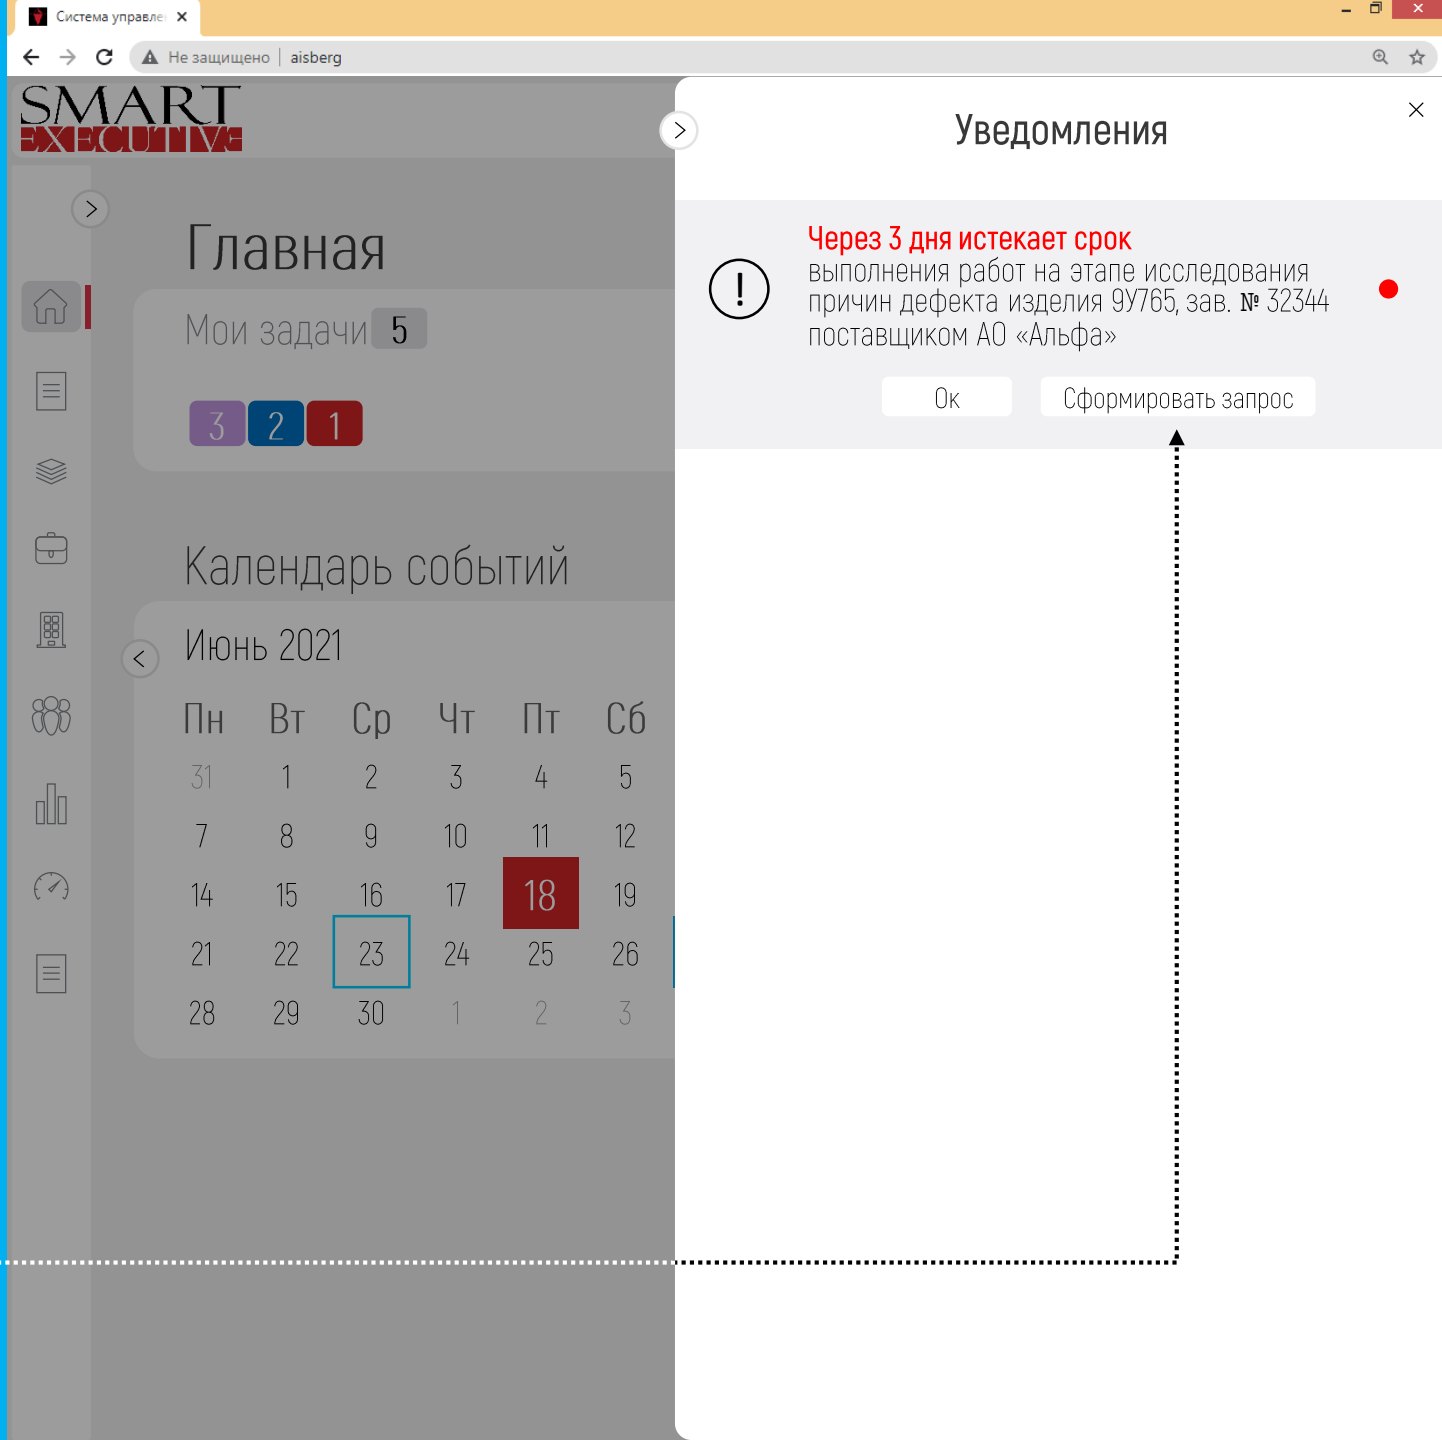 Система управле
Не защищено
aisberg
SMART
EXECUTIVE
Уведомления
Через 3 дня истекает срок
выполнения работ на этапе исследования
причин дефекта изделия 9У765, зав. № 32344
поставщиком АО «Альфа»
Ок
Сформировать запрос
Главная
Мои задачи 5
3 2 1
Календарь событий
Июнь 2021
Пн Вт Ср Чт Пт Сб
31 1 2 3 4 5
7 8 9 10 11 12
14 15 16 17 18 19
21 22 23 24 25 26
28 29 30 1 2 3